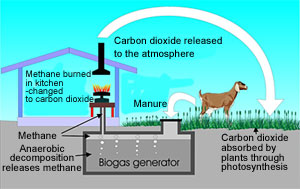 Carbon dioxide released
to the atmosphere
Methane burned
in kitchen
-changed
to carbon dioxide
Manure
Methane
Anaerobic
decomposition
releases methane
Biogas generator
Carbon dioxide
absorbed by
plants through
photosynthesis